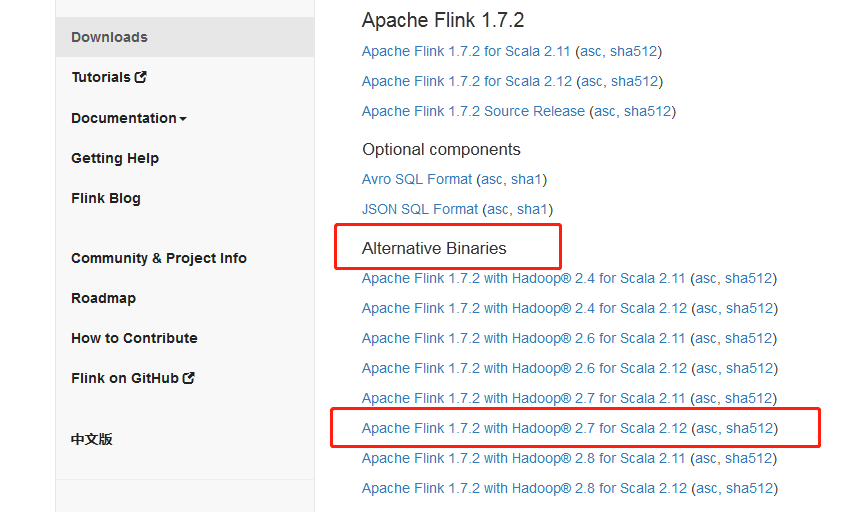 Downloads
Tutorials
Documentation
Getting Help
Flink Blog
Community & Project Info
Roadmap
How to Contribute
Flink on GitHub
中文版
Apache Flink 1.7.2
Apache Flink 1.7.2 for Scala 2.11 (asc, sha512)
Apache Flink 1.7.2 for Scala 2.12 (asc, sha512)
Apache Flink 1.7.2 Source Release (asc, sha512)
Optional components
Avro SQL Format (asc, sha1)
JSON SQL Format (asc, sha1)
Alternative Binaries
Apache Flink 1.7.2 with Hadoop® 2.4 for Scala 2.11 (asc, sha512)
Apache Flink 1.7.2 with Hadoop® 2.4 for Scala 2.12 (asc, sha512)
Apache Flink 1.7.2 with Hadoop® 2.6 for Scala 2.11 (asc, sha512)
Apache Flink 1.7.2 with Hadoop® 2.6 for Scala 2.12 (asc, sha512)
Apache Flink 1.7.2 with Hadoop® 2.7 for Scala 2.11 (asc, sha512)
Apache Flink 1.7.2 with Hadoop® 2.7 for Scala 2.12 (asc, sha512)
Apache Flink 1.7.2 with Hadoop® 2.8 for Scala 2.11 (asc, sha512)
Apache Flink 1.7.2 with Hadoop® 2.8 for Scala 2.12 (asc, sha512)